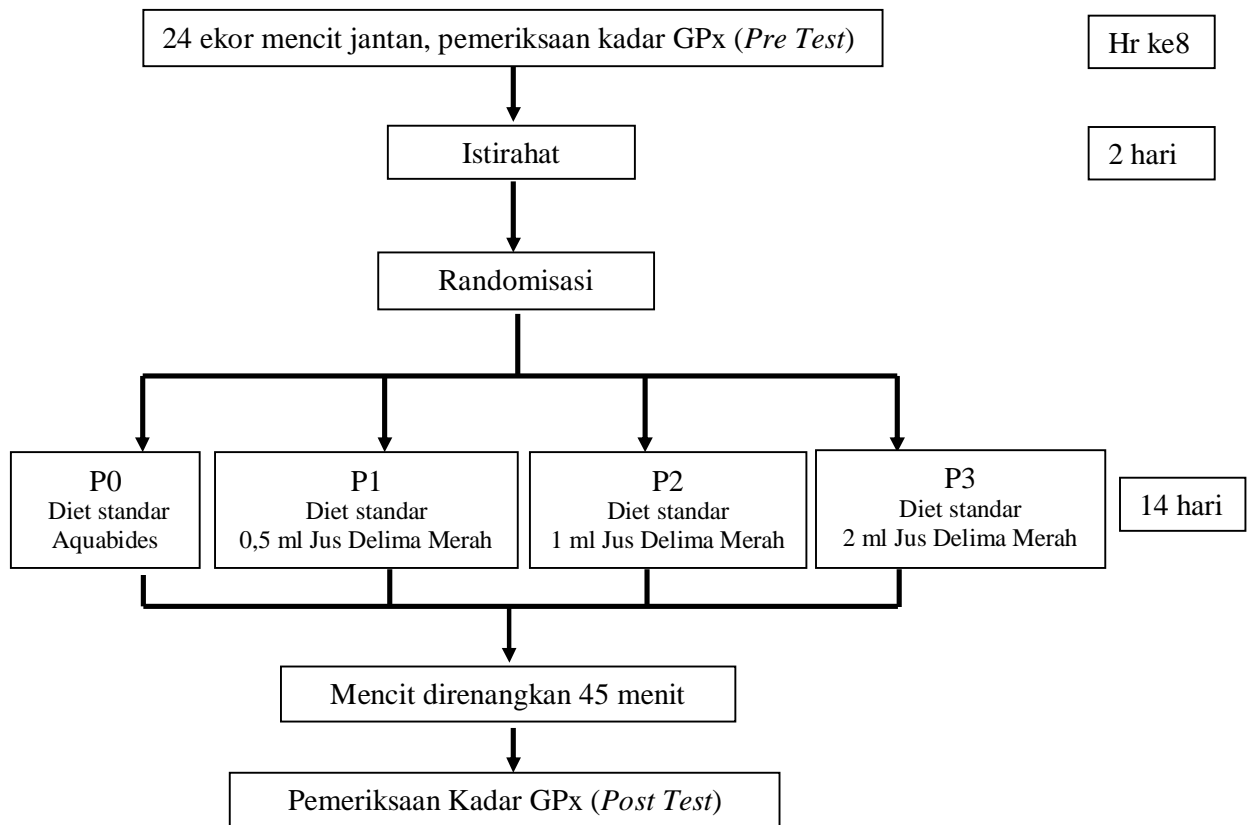 24 ekor mencit jantan, pemeriksaan kadar GPx (Pre Test)
Hr ke8
Istirahat
2 hari
Randomisasi
P0
Diet standar
Aquabides
P1
Diet standar
0,5 ml Jus Delima Merah
P2
Diet standar
1 ml Jus Delima Merah
P3
Diet standar
2 ml Jus Delima Merah
14 hari
Mencit direnangkan 45 menit
Pemeriksaan Kadar GPx (Post Test)